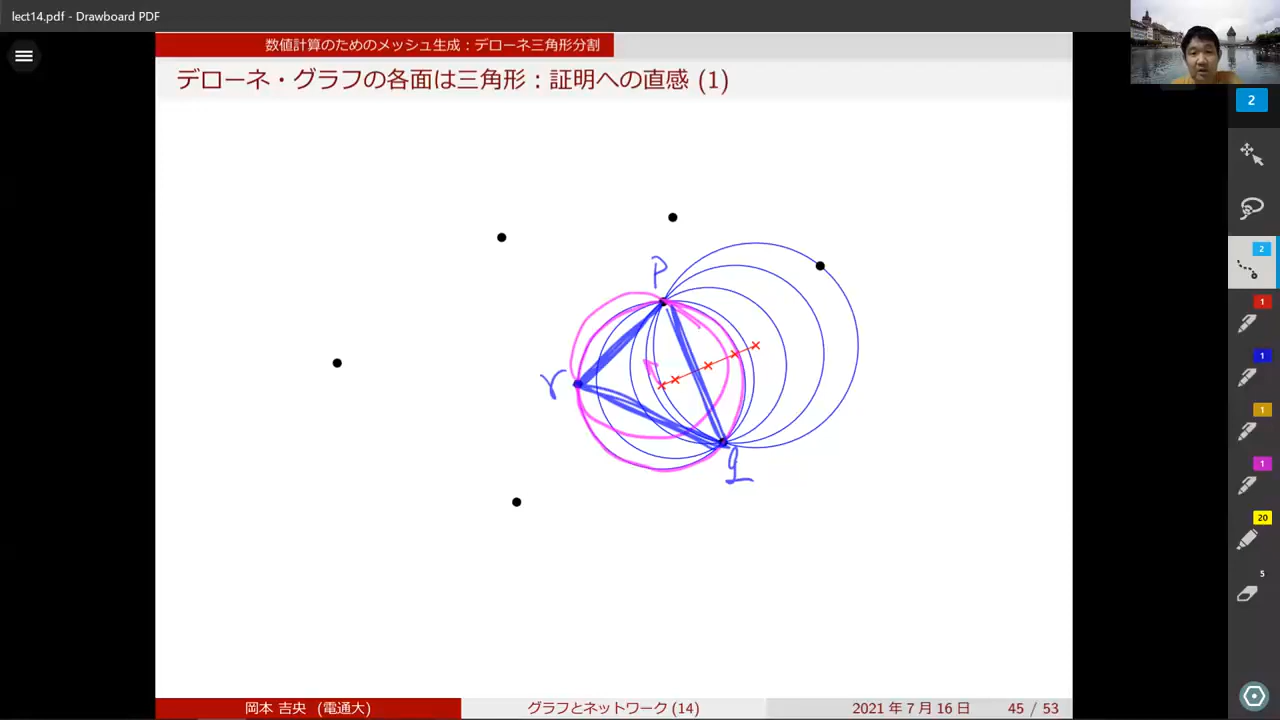 lect14.pdf - Drawboard PDF
数値計算のためのメッシュ生成：デローネ三角形分割
デローネ・グラフの各面は三角形：証明への直感 (1)
2
2
P
r
q
1
1
1
1
20
5
岡本 吉央 (電通大)
グラフとネットワーク (14)
2021 年 7 月 16 日
45 / 53